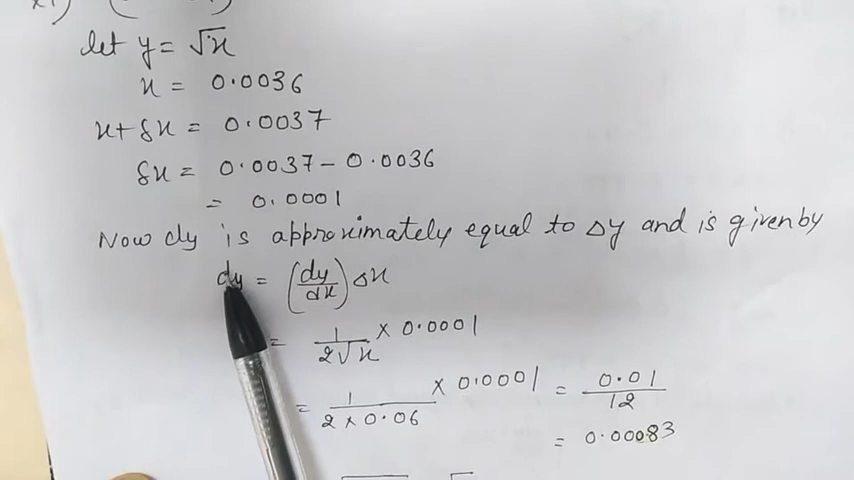 let y = √x
x = 0.0036
x + δx = 0.0037
δx = 0.0037 - 0.0036
= 0.0001
Now dy is approximately equal to Δy and is given by
dy = (dy/dx) Δx
= 1/2√x × 0.0001
= 1/2 × 0.06 × 0.0001 = 0.01/12
= 0.00083